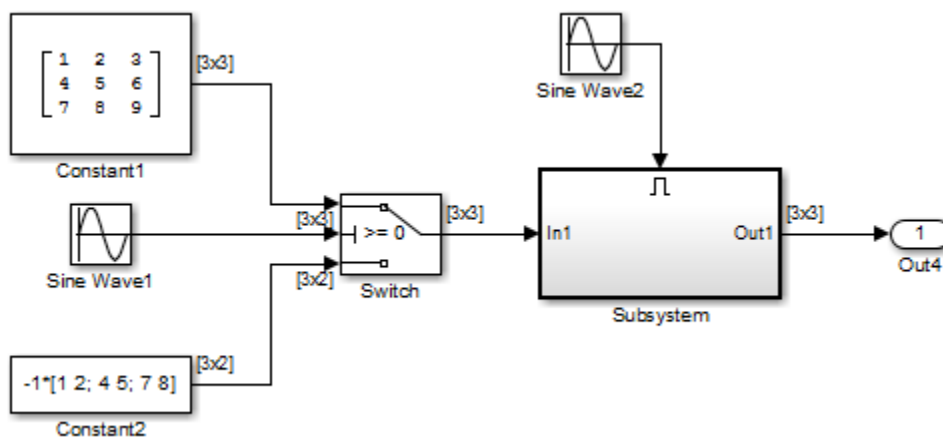 1 2 3
4 5 6
7 8 9
[3x3]
Constant1
Sine Wave1
[3x3]
>= 0
[3x2]
Switch
[3x3]
-1*[1 2; 4 5; 7 8]
[3x2]
Constant2
Sine Wave2
In1
Out1
Subsystem
[3x3]
1
Out4